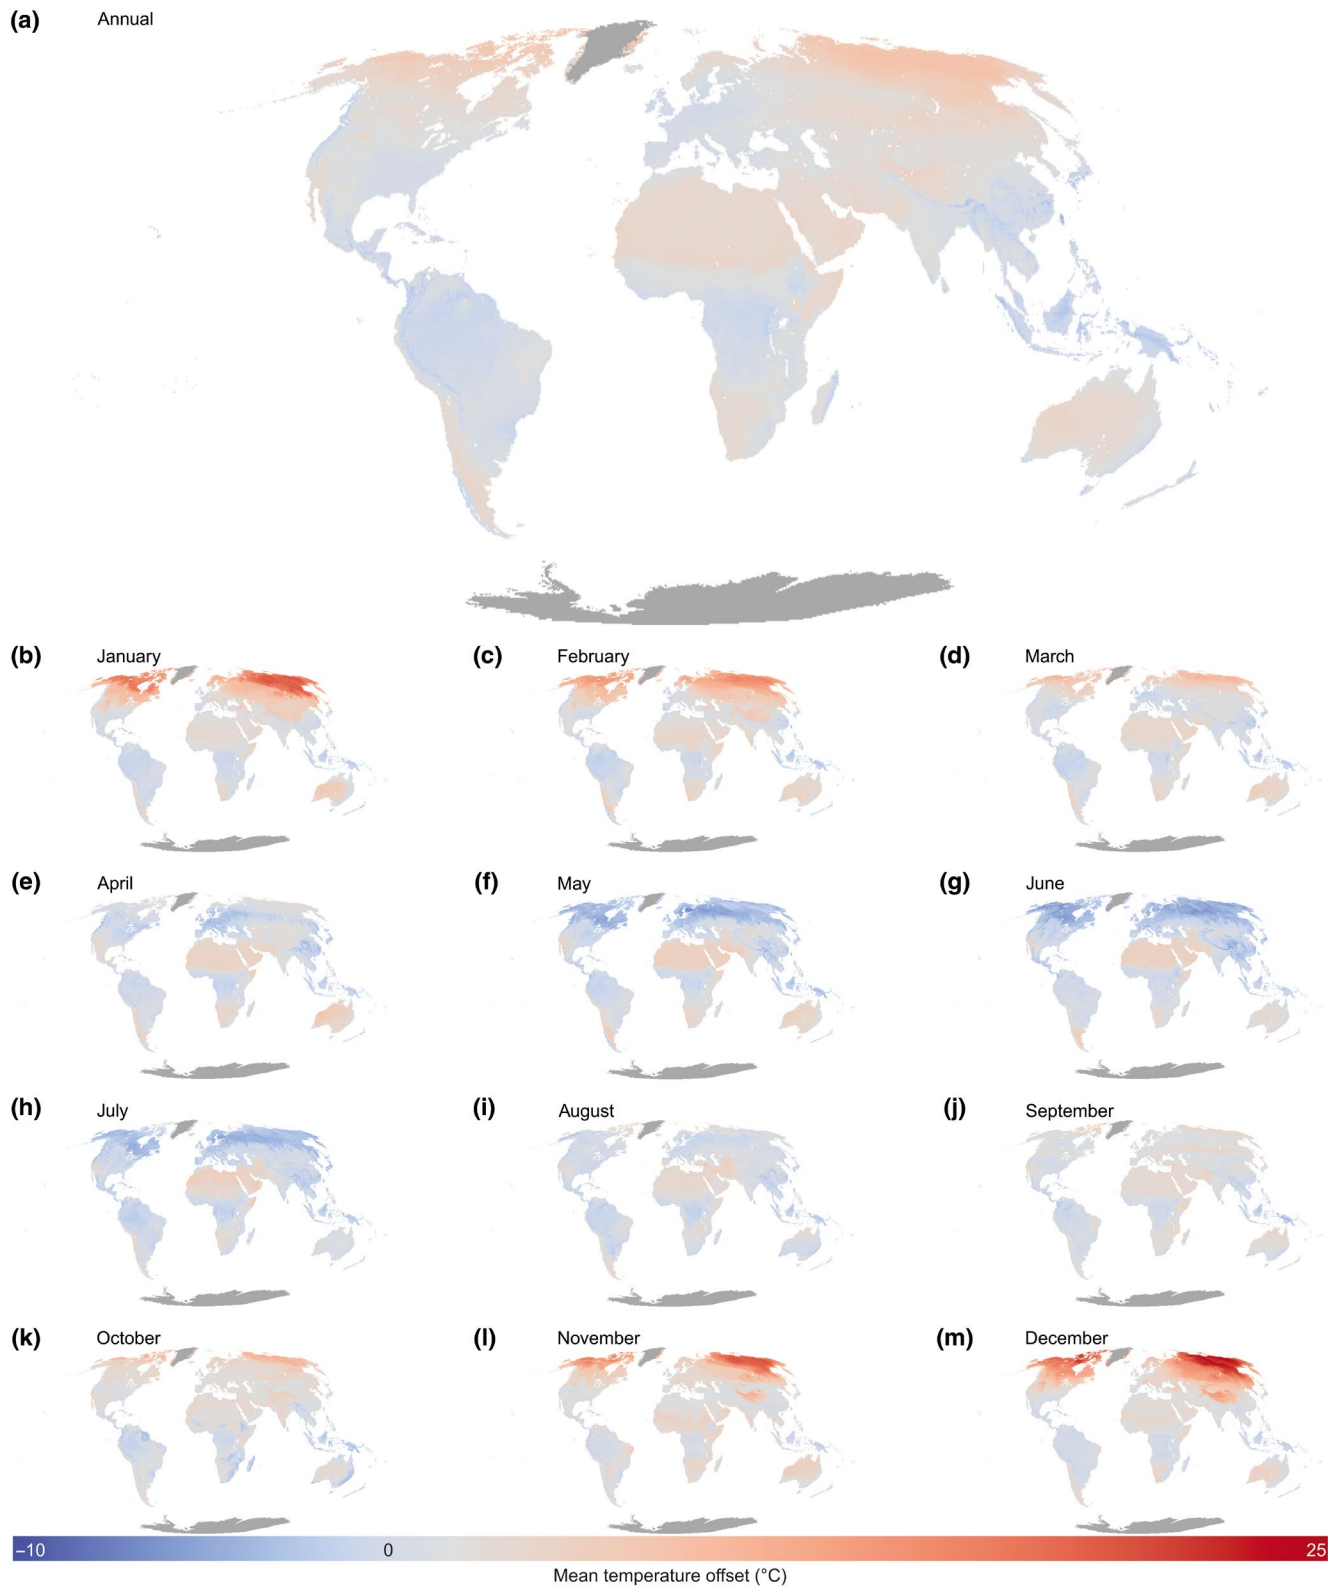 (a) Annual
(b) January
(c) February
(d) March
(e) April
(f) May
(g) June
(h) July
(i) August
(j) September
(k) October
(l) November
(m) December
−10 0 25
Mean temperature offset (°C)